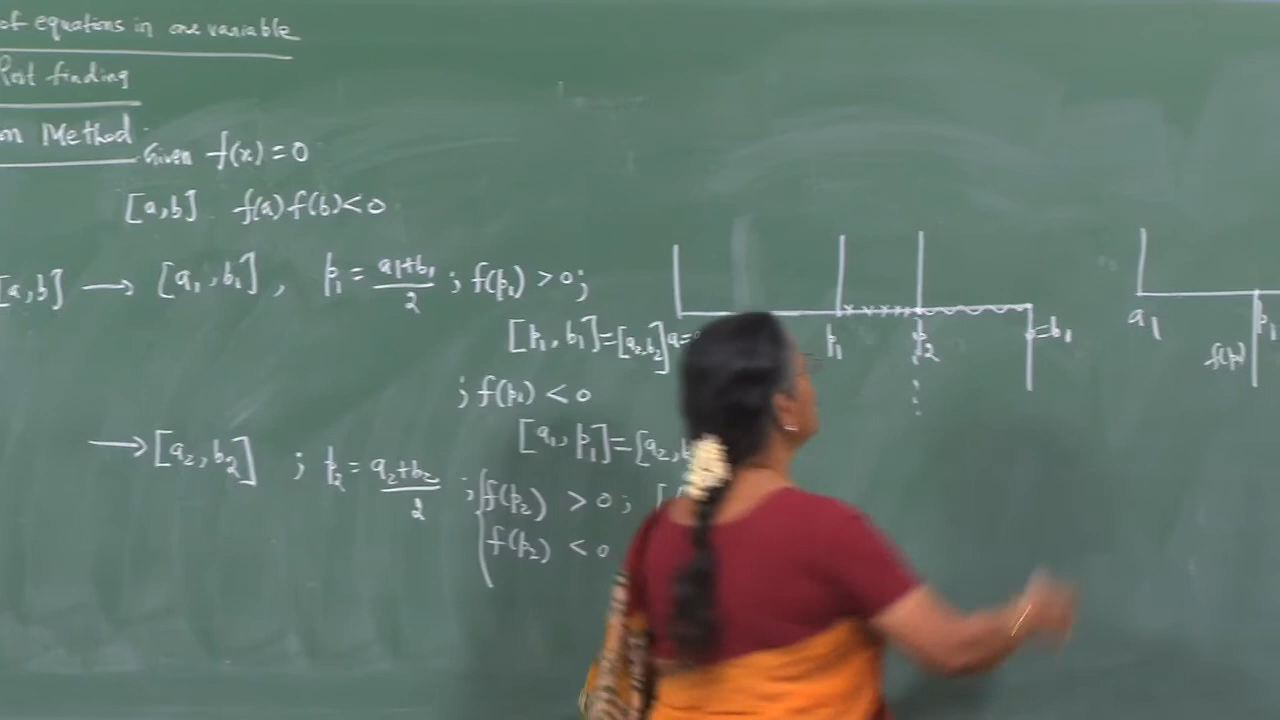 of equations in one variable
Root finding
on Method
Given f(x) = 0
[a,b] f(a) f(b) < 0
a,b] → [a₁, b₁], p₁ = (a₁+b₁)/2 ; f(p₁) > 0;
[p₁, b₁] = [a₂, b₂] a =
; f(p₁) < 0
[a₁, p₁] = [a₂, b
→ [a₂, b₂] ; p₂ = (a₂+b₂)/2 ; { f(p₂) > 0 ; [
f(p₂) < 0
p₁ p₂ = b₁
a₁ p₁
f(p₁)